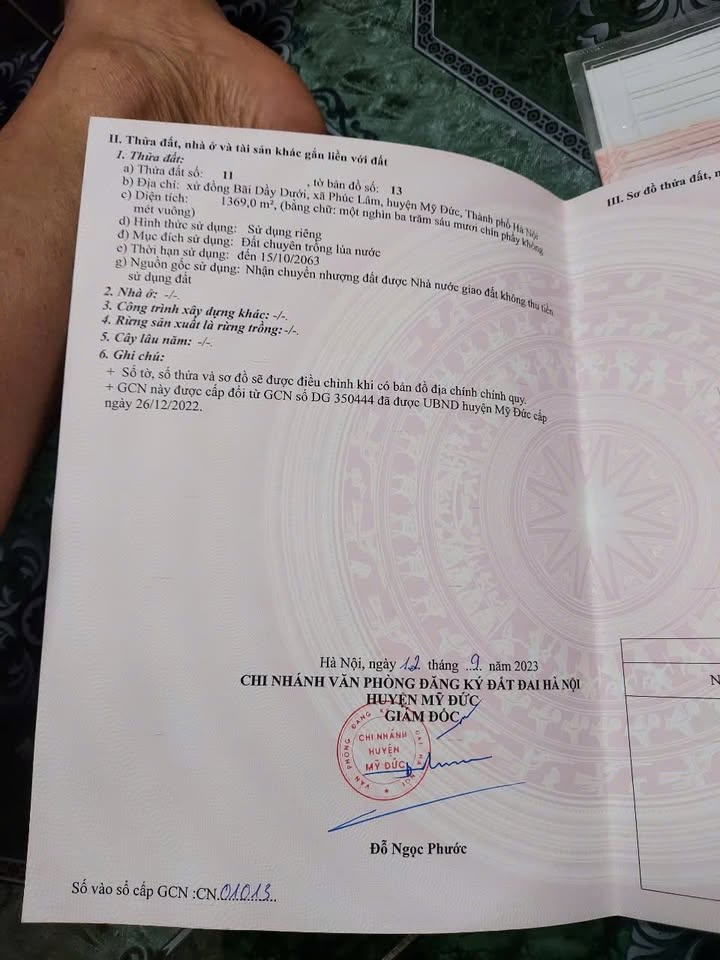 II. Thửa đất, nhà ở và tài sản khác gắn liền với đất
1. Thửa đất:
a) Thửa đất số: 11 , tờ bản đồ số: 13
b) Địa chỉ: xứ đồng Bãi Dầy Dưới, xã Phúc Lâm, huyện Mỹ Đức, Thành phố Hà Nội
c) Diện tích: 1369,0 m², (bằng chữ: một nghìn ba trăm sáu mươi chín phẩy không
mét vuông)
d) Hình thức sử dụng: Sử dụng riêng
đ) Mục đích sử dụng: Đất chuyên trồng lúa nước
e) Thời hạn sử dụng: đến 15/10/2063
g) Nguồn gốc sử dụng: Nhận chuyển nhượng đất được Nhà nước giao đất không thu tiền
sử dụng đất
2. Nhà ở: -/-.
3. Công trình xây dựng khác: -/-.
4. Rừng sản xuất là rừng trồng: -/-.
5. Cây lâu năm: -/-.
6. Ghi chú:
+ Số tờ, số thửa và sơ đồ sẽ được điều chỉnh khi có bản đồ địa chính chính quy.
+ GCN này được cấp đổi từ GCN số DG 350444 đã được UBND huyện Mỹ Đức cấp
ngày 26/12/2022.
Hà Nội, ngày 12 tháng 9 năm 2023
CHI NHÁNH VĂN PHÒNG ĐĂNG KÝ ĐẤT ĐAI HÀ NỘI
HUYỆN MỸ ĐỨC
GIÁM ĐỐC
VĂN PHÒNG ĐĂNG KÝ ĐẤT ĐAI HÀ NỘI
CHI NHÁNH
HUYỆN
MỸ ĐỨC
Đỗ Ngọc Phước
Số vào sổ cấp GCN :CN.01013
III. Sơ đồ thửa đất, n
N